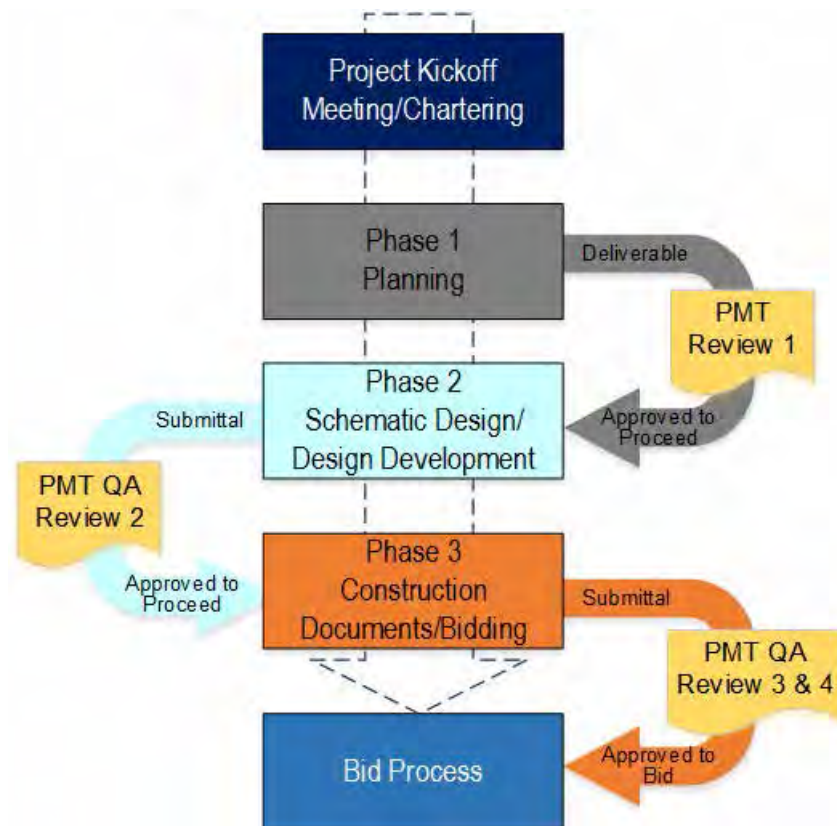 Project Kickoff
Meeting/Chartering
Phase 1
Planning
Deliverable
PMT
Review 1
Approved to
Proceed
Phase 2
Schematic Design/
Design Development
Submittal
PMT QA
Review 2
Approved to
Proceed
Phase 3
Construction
Documents/Bidding
Submittal
PMT QA
Review 3 & 4
Approved to
Bid
Bid Process